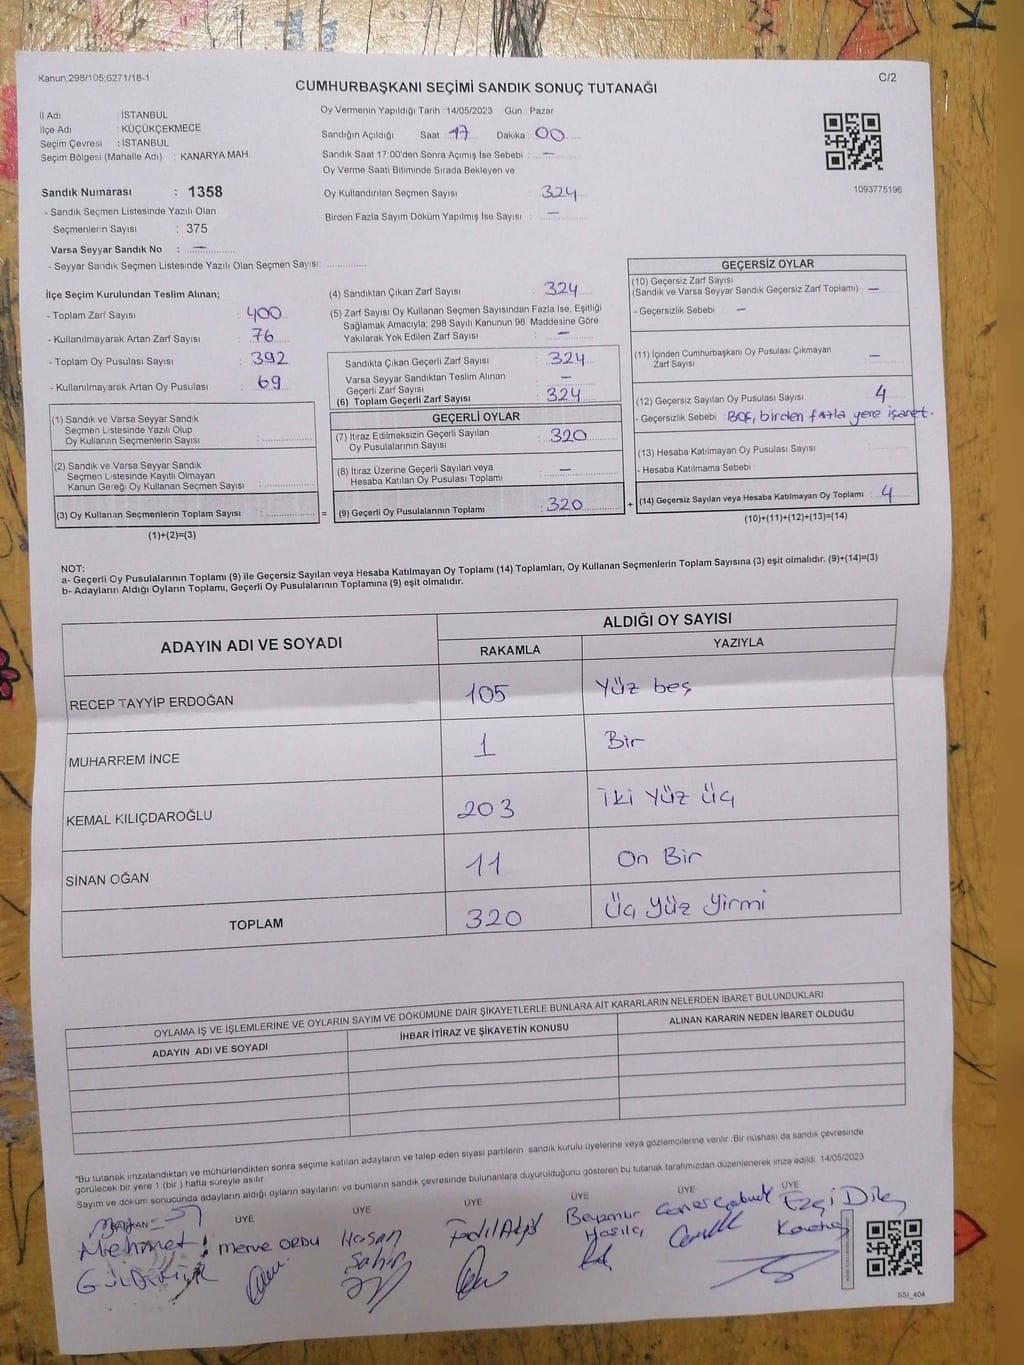 Kanun,298/105;6271/18-1
C/2
CUMHURBAŞKANI SEÇİMİ SANDIK SONUÇ TUTANAĞI
İl Adı : İSTANBUL
İlçe Adı : KÜÇÜKÇEKMECE
Seçim Çevresi : İSTANBUL
Seçim Bölgesi (Mahalle Adı) : KANARYA MAH.
Oy Vermenin Yapıldığı Tarih :14/05/2023 Gün : Pazar
Sandığın Açıldığı Saat : 17 Dakika : 00
Sandık Saat 17:00'den Sonra Açımış İse Sebebi : —
Oy Verme Saati Bitiminde Sırada Bekleyen ve
Oy Kullandırılan Seçmen Sayısı : 324
Birden Fazla Sayım Döküm Yapılmış İse Sayısı : —
1093775196
Sandık Numarası : 1358
- Sandık Seçmen Listesinde Yazılı Olan
Seçmenlerin Sayısı : 375
Varsa Seyyar Sandık No : —
- Seyyar Sandık Seçmen Listesinde Yazılı Olan Seçmen Sayısı:
İlçe Seçim Kurulundan Teslim Alınan;
- Toplam Zarf Sayısı : 400
- Kullanılmayarak Artan Zarf Sayısı : 76
- Toplam Oy Pusulası Sayısı : 392
- Kullanılmayarak Artan Oy Pusulası : 69
(1) Sandık ve Varsa Seyyar Sandık
Seçmen Listesinde Yazılı Olup
Oy Kullanan Seçmenlerin Sayısı :
(2) Sandık ve Varsa Seyyar Sandık
Seçmen Listesinde Kayıtlı Olmayan
Kanun Gereği Oy Kullanan Seçmen Sayısı :
(3) Oy Kullanan Seçmenlerin Toplam Sayısı :
(1)+(2)=(3)
(4) Sandıktan Çıkan Zarf Sayısı : 324
(5) Zarf Sayısı Oy Kullanan Seçmen Sayısından Fazla İse, Eşitliği
Sağlamak Amacıyla; 298 Sayılı Kanunun 98. Maddesine Göre
Yakılarak Yok Edilen Zarf Sayısı : —
Sandıkta Çıkan Geçerli Zarf Sayısı : 324
Varsa Seyyar Sandıktan Teslim Alınan
Geçerli Zarf Sayısı : —
(6) Toplam Geçerli Zarf Sayısı : 324
GEÇERLİ OYLAR
(7) İtiraz Edilmeksizin Geçerli Sayılan
Oy Pusulalarının Sayısı : 320
(8) İtiraz Üzerine Geçerli Sayılan veya
Hesaba Katılan Oy Pusulası Toplamı : —
= (9) Geçerli Oy Pusulalarının Toplamı : 320
GEÇERSİZ OYLAR
(10) Geçersiz Zarf Sayısı
(Sandık ve Varsa Seyyar Sandık Geçersiz Zarf Toplamı) : —
- Geçersizlik Sebebi : —
(11) İçinden Cumhurbaşkanı Oy Pusulası Çıkmayan
Zarf Sayısı : —
(12) Geçersiz Sayılan Oy Pusulası Sayısı : 4
- Geçersizlik Sebebi : Boş, birden fazla yere işaret.
(13) Hesaba Katılmayan Oy Pusulası Sayısı :
- Hesaba Katılmama Sebebi :
+ (14) Geçersiz Sayılan veya Hesaba Katılmayan Oy Toplamı : 4
(10)+(11)+(12)+(13)=(14)
NOT:
a- Geçerli Oy Pusulalarının Toplamı (9) ile Geçersiz Sayılan veya Hesaba Katılmayan Oy Toplamı (14) Toplamları, Oy Kullanan Seçmenlerin Toplam Sayısına (3) eşit olmalıdır. (9)+(14)=(3)
b- Adayların Aldığı Oyların Toplamı, Geçerli Oy Pusulalarının Toplamına (9) eşit olmalıdır.
ADAYIN ADI VE SOYADI
ALDIĞI OY SAYISI
RAKAMLA YAZIYLA
RECEP TAYYİP ERDOĞAN 105 Yüz beş
MUHARREM İNCE 1 Bir
KEMAL KILIÇDAROĞLU 203 İki Yüz Üç
SİNAN OĞAN 11 On Bir
TOPLAM 320 Üç Yüz Yirmi
OYLAMA İŞ VE İŞLEMLERİNE VE OYLARIN SAYIM VE DÖKÜMÜNE DAİR ŞİKAYETLERLE BUNLARA AİT KARARLARIN NELERDEN İBARET BULUNDUKLARI
ADAYIN ADI VE SOYADI İHBAR İTİRAZ VE ŞİKAYETİN KONUSU ALINAN KARARIN NEDEN İBARET OLDUĞU
*Bu tutanak imzalandıktan ve mühürlendikten sonra seçime katılan adayların ve talep eden siyasi partilerin sandık kurulu üyelerine veya gözlemcilerine verilir .Bir nüshası da sandık çevresinde
görülecek bir yere 1 (bir ) hafta süreyle asılır
Sayım ve döküm sonucunda adayların aldığı oyların sayılarını ve bunların sandık çevresinde bulunanlara duyurulduğunu gösteren bu tutanak tarafımızdan düzenlenerek imza edildi. 14/05/2023
BAŞKAN ÜYE ÜYE ÜYE ÜYE ÜYE ÜYE
Mehmet Merve ORDU Hasan Şahin
Ezgi
SSİ_404